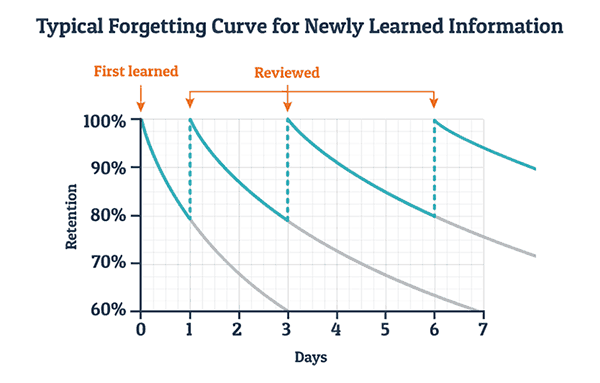 Typical Forgetting Curve for Newly Learned Information
First learned
Reviewed
100%
90%
80%
70%
60%
Retention
0 1 2 3 4 5 6 7
Days